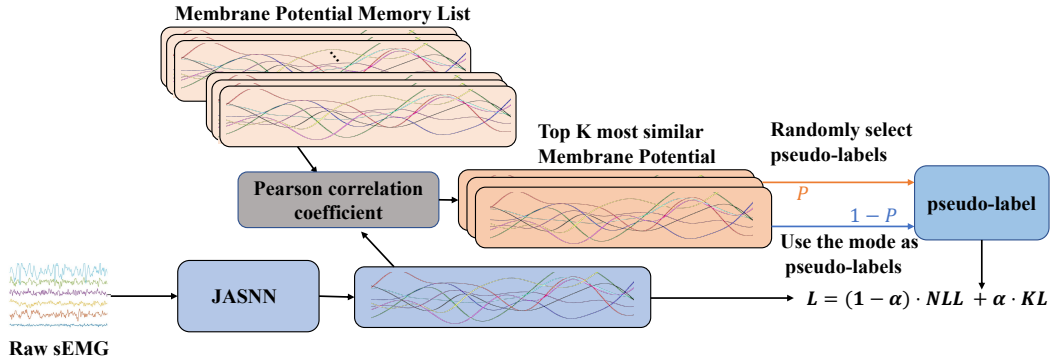 Membrane Potential Memory List
Top K most similar
Membrane Potential
Randomly select
pseudo-labels
Pearson correlation
coefficient
P
1 − P
pseudo-label
Use the mode as
pseudo-labels
JASNN
L = (1 − α) · NLL + α · KL
Raw sEMG